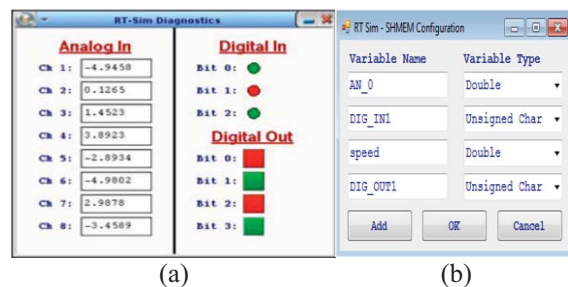 RT-Sim Diagnostics
Analog In
Ch 1: -4.9458
Ch 2: 0.1265
Ch 3: 1.4523
Ch 4: 3.8923
Ch 5: -2.8934
Ch 6: -4.9802
Ch 7: 2.9878
Ch 8: -3.4589
Digital In
Bit 0:
Bit 1:
Bit 2:
Digital Out
Bit 0:
Bit 1:
Bit 2:
Bit 3:
(a)
RT Sim - SHMEM Configuration
Variable Name Variable Type
AN_0 Double
DIG_IN1 Unsigned Char
speed Double
DIG_OUT1 Unsigned Char
Add OK Cancel
(b)